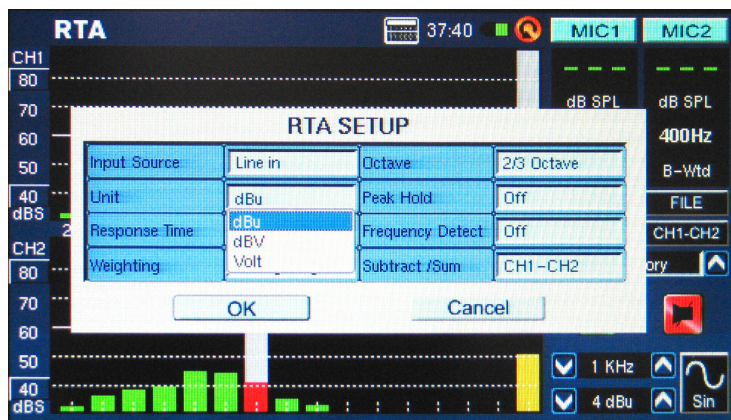 RTA
37:40
MIC1
MIC2
CH1
80
70
60
50
40
dBS
CH2
80
70
60
50
40
dBS
--- ---
dB SPL
dB SPL
400Hz
B-Wtd
FILE
CH1-CH2
ory
1 KHz
4 dBu
Sin
RTA SETUP
Input Source
Line in
Octave
2/3 Octave
Unit
dBu
Peak Hold
Off
dBu
dBV
Volt
Response Time
Frequency Detect
Off
Weighting
Subtract /Sum
CH1-CH2
OK
Cancel